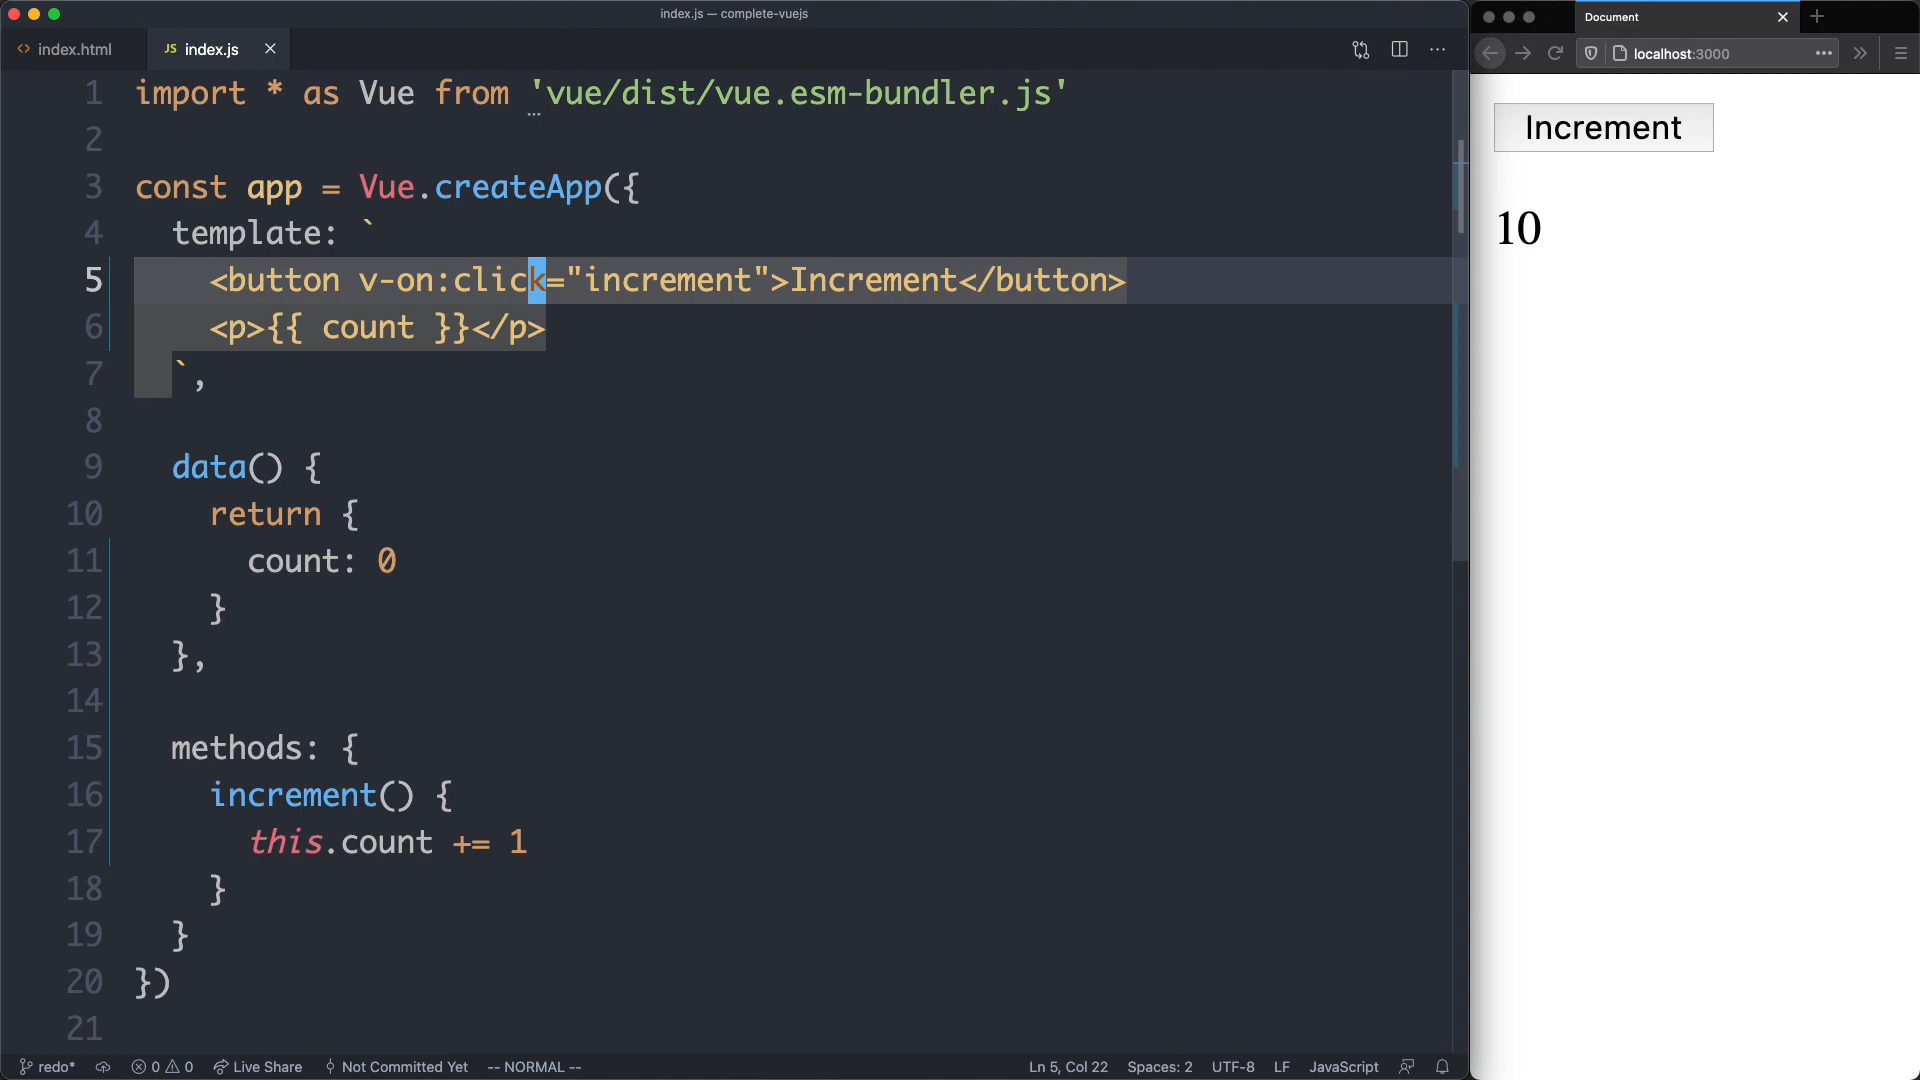 index.js — complete-vuejs
index.html
JS index.js
1 import * as Vue from 'vue/dist/vue.esm-bundler.js'
2
3 const app = Vue.createApp({
4 template: `
5 <button v-on:click="increment">Increment</button>
6 <p>{{ count }}</p>
7 `,
8
9 data() {
10 return {
11 count: 0
12 }
13 },
14
15 methods: {
16 increment() {
17 this.count += 1
18 }
19 }
20 })
21
redo* 0 0 Live Share Not Committed Yet -- NORMAL -- Ln 5, Col 22 Spaces: 2 UTF-8 LF JavaScript
Document
localhost:3000
Increment
10